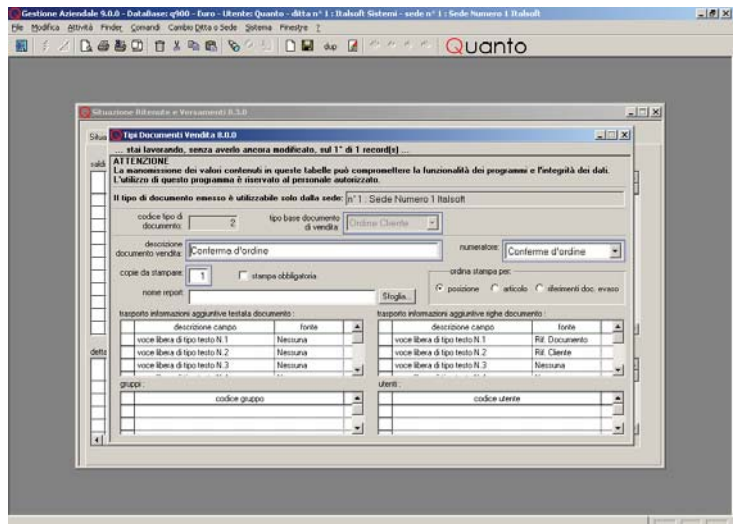 Gestione Aziendale 9.0.0 - DataBase: q900 - Euro - Utente: Quanto - ditta n° 1 : Italsoft Sistemi - sede n° 1 : Sede Numero 1 Italsoft
File Modifica Attività Finder Comandi Cambio Ditta o Sede Sistema Finestre ?
dup Quanto
Situazione Ritenute e Versamenti 8.3.0
Tipi Documenti Vendita 8.0.0
... stai lavorando, senza averlo ancora modificato, sul 1° di 1 record(s) ...
ATTENZIONE
La manomissione dei valori contenuti in queste tabelle può compromettere la funzionalità dei programmi e l'integrità dei dati.
L'utilizzo di questo programma è riservato al personale autorizzato.
Il tipo di documento emesso è utilizzabile solo dalla sede: n° 1 : Sede Numero 1 Italsoft
codice tipo di documento: 2 tipo base documento di vendita: Ordine Cliente
descrizione documento vendita: Conferma d'ordine numeratore: Conferme d'ordine
copie da stampare: 1 stampa obbligatoria ordina stampa per:
posizione articolo riferimenti doc. evaso
nome report: Sfoglia...
trasporto informazioni aggiuntive testata documento : trasporto informazioni aggiuntive righe documento :
descrizione campo fonte descrizione campo fonte
voce libera di tipo testo N.1 Nessuna voce libera di tipo testo N.1 Rif. Documento
voce libera di tipo testo N.2 Nessuna voce libera di tipo testo N.2 Rif. Cliente
voce libera di tipo testo N.3 Nessuna voce libera di tipo testo N.3 Nessuna
gruppi : utenti :
codice gruppo codice utente